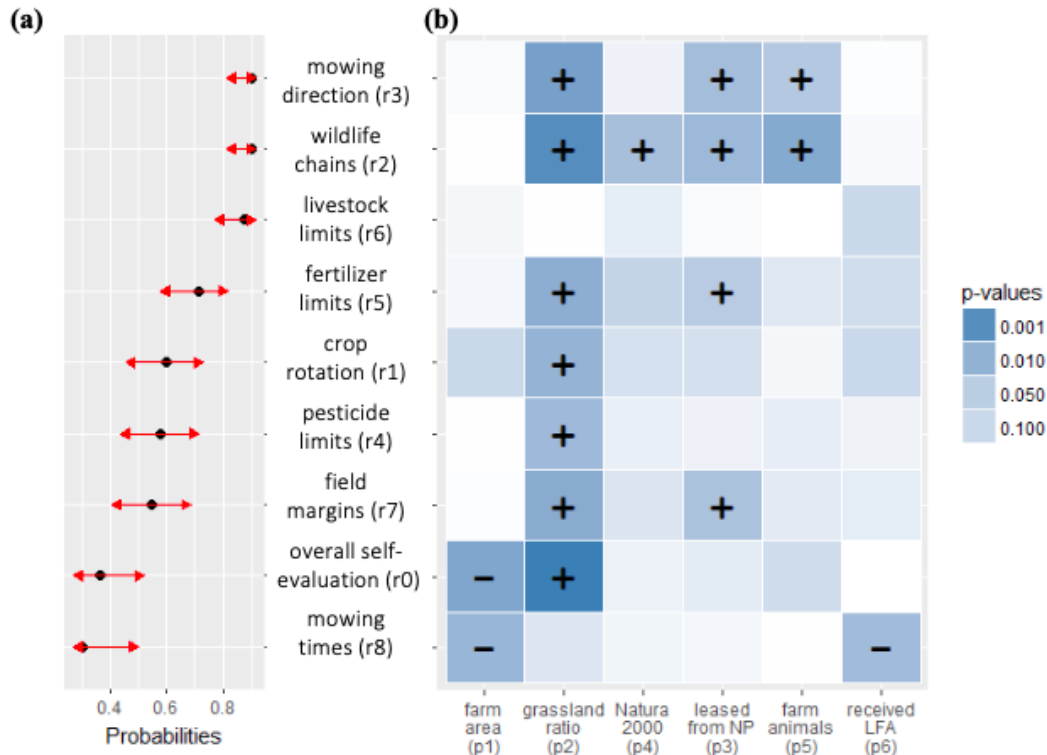 (a)
(b)
mowing
direction (r3)
wildlife
chains (r2)
livestock
limits (r6)
fertilizer
limits (r5)
crop
rotation (r1)
pesticide
limits (r4)
field
margins (r7)
overall self-
evaluation (r0)
mowing
times (r8)
+ + +
+ + + +
+ +
+
+
+ +
− +
− −
p-values
0.001
0.010
0.050
0.100
0.4 0.6 0.8
Probabilities
farm
area
(p1)
grassland
ratio
(p2)
Natura
2000
(p4)
leased
from NP
(p3)
farm
animals
(p5)
received
LFA
(p6)